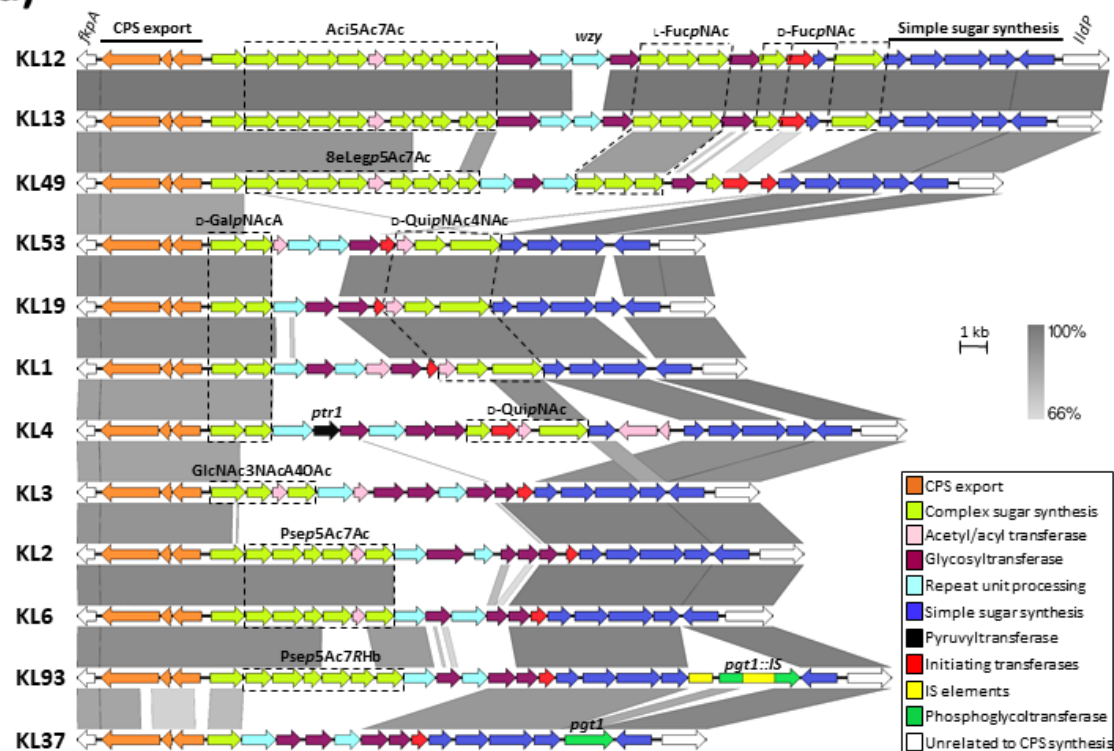 fkpA CPS export Aci5Ac7Ac wzy L-FucpNAc D-FucpNAc Simple sugar synthesis lldP
KL12
KL13
8eLegp5Ac7Ac
KL49
D-GalpNAcA D-QuipNAc4NAc
KL53
KL19
1 kb
100%
66%
KL1
ptr1 D-QuipNAc
KL4
GlcNAc3NAcA4OAc
KL3
Psep5Ac7Ac
KL2
KL6
Psep5Ac7RHb pgt1::IS
KL93
pgt1
KL37
CPS export
Complex sugar synthesis
Acetyl/acyl transferase
Glycosyltransferase
Repeat unit processing
Simple sugar synthesis
Pyruvyltransferase
Initiating transferases
IS elements
Phosphoglycoltransferase
Unrelated to CPS synthesis